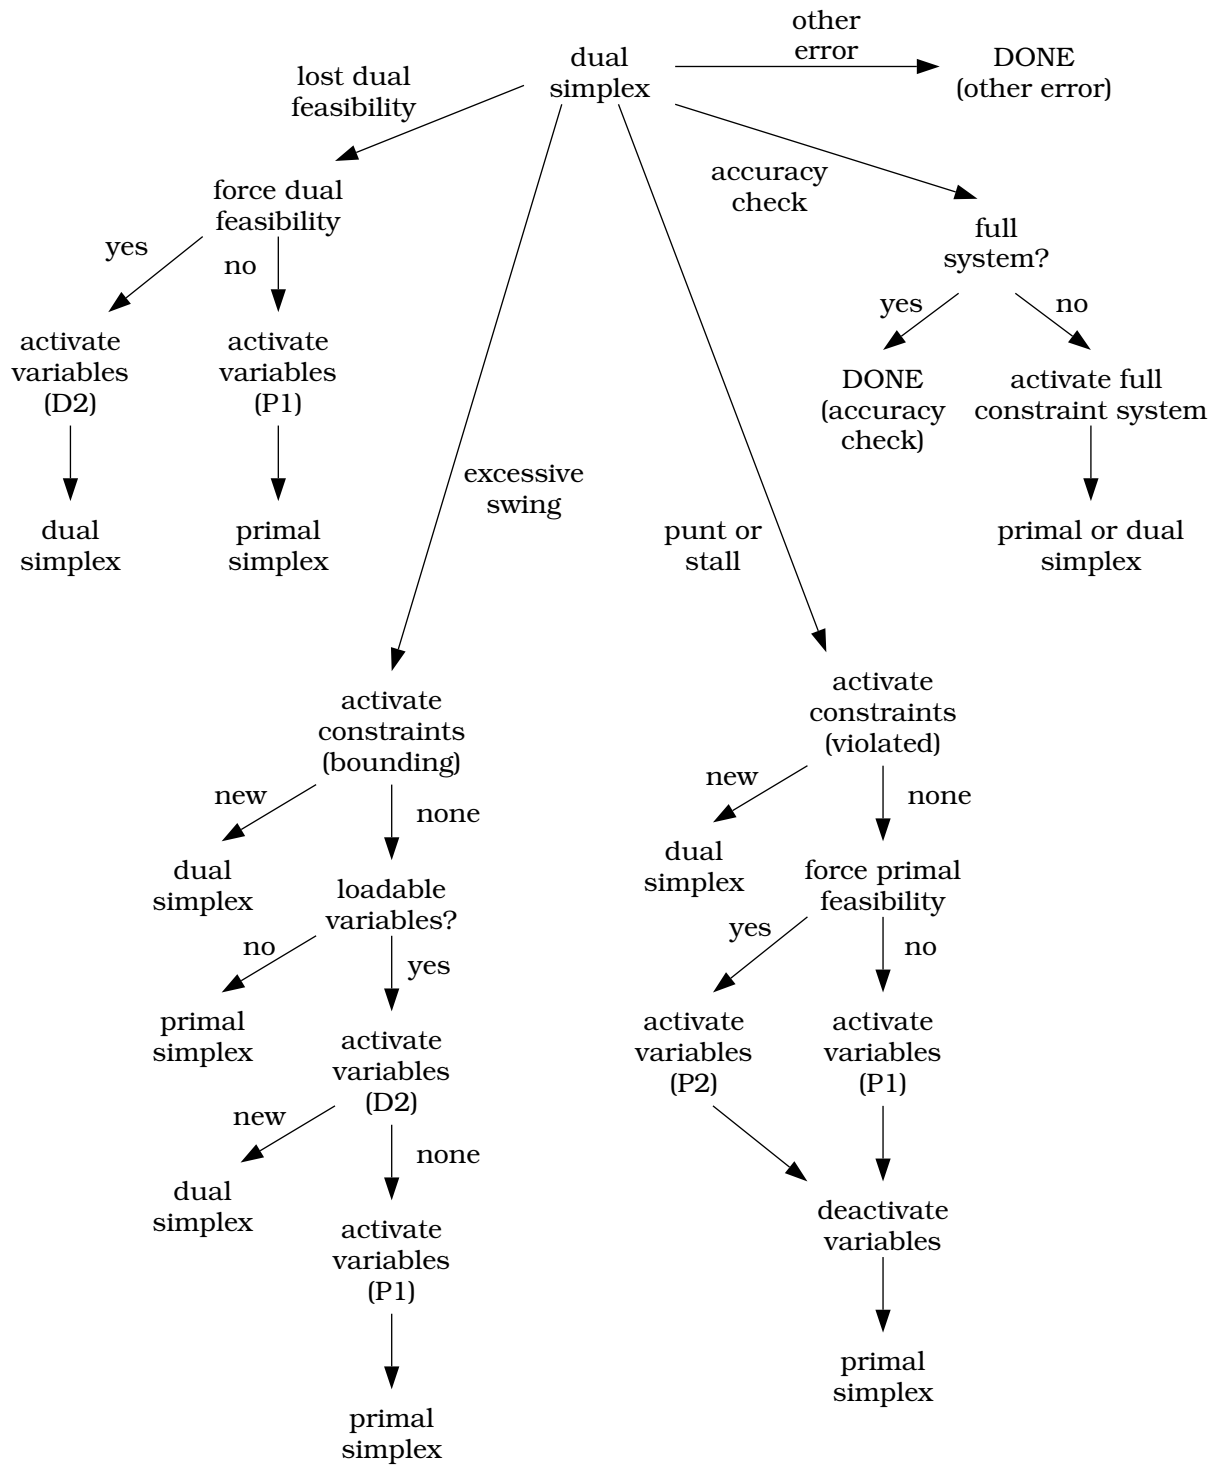 other
error
dual
simplex
DONE
(other error)
lost dual
feasibility
accuracy
check
force dual
feasibility
full
system?
yes
no
yes
no
activate
variables
(D2)
activate
variables
(P1)
DONE
(accuracy
check)
activate full
constraint system
excessive
swing
dual
simplex
primal
simplex
punt or
stall
primal or dual
simplex
activate
constraints
(bounding)
activate
constraints
(violated)
new
none
new
none
dual
simplex
loadable
variables?
dual
simplex
force primal
feasibility
no
yes
yes
no
primal
simplex
activate
variables
(D2)
activate
variables
(P2)
activate
variables
(P1)
new
none
dual
simplex
activate
variables
(P1)
deactivate
variables
primal
simplex
primal
simplex